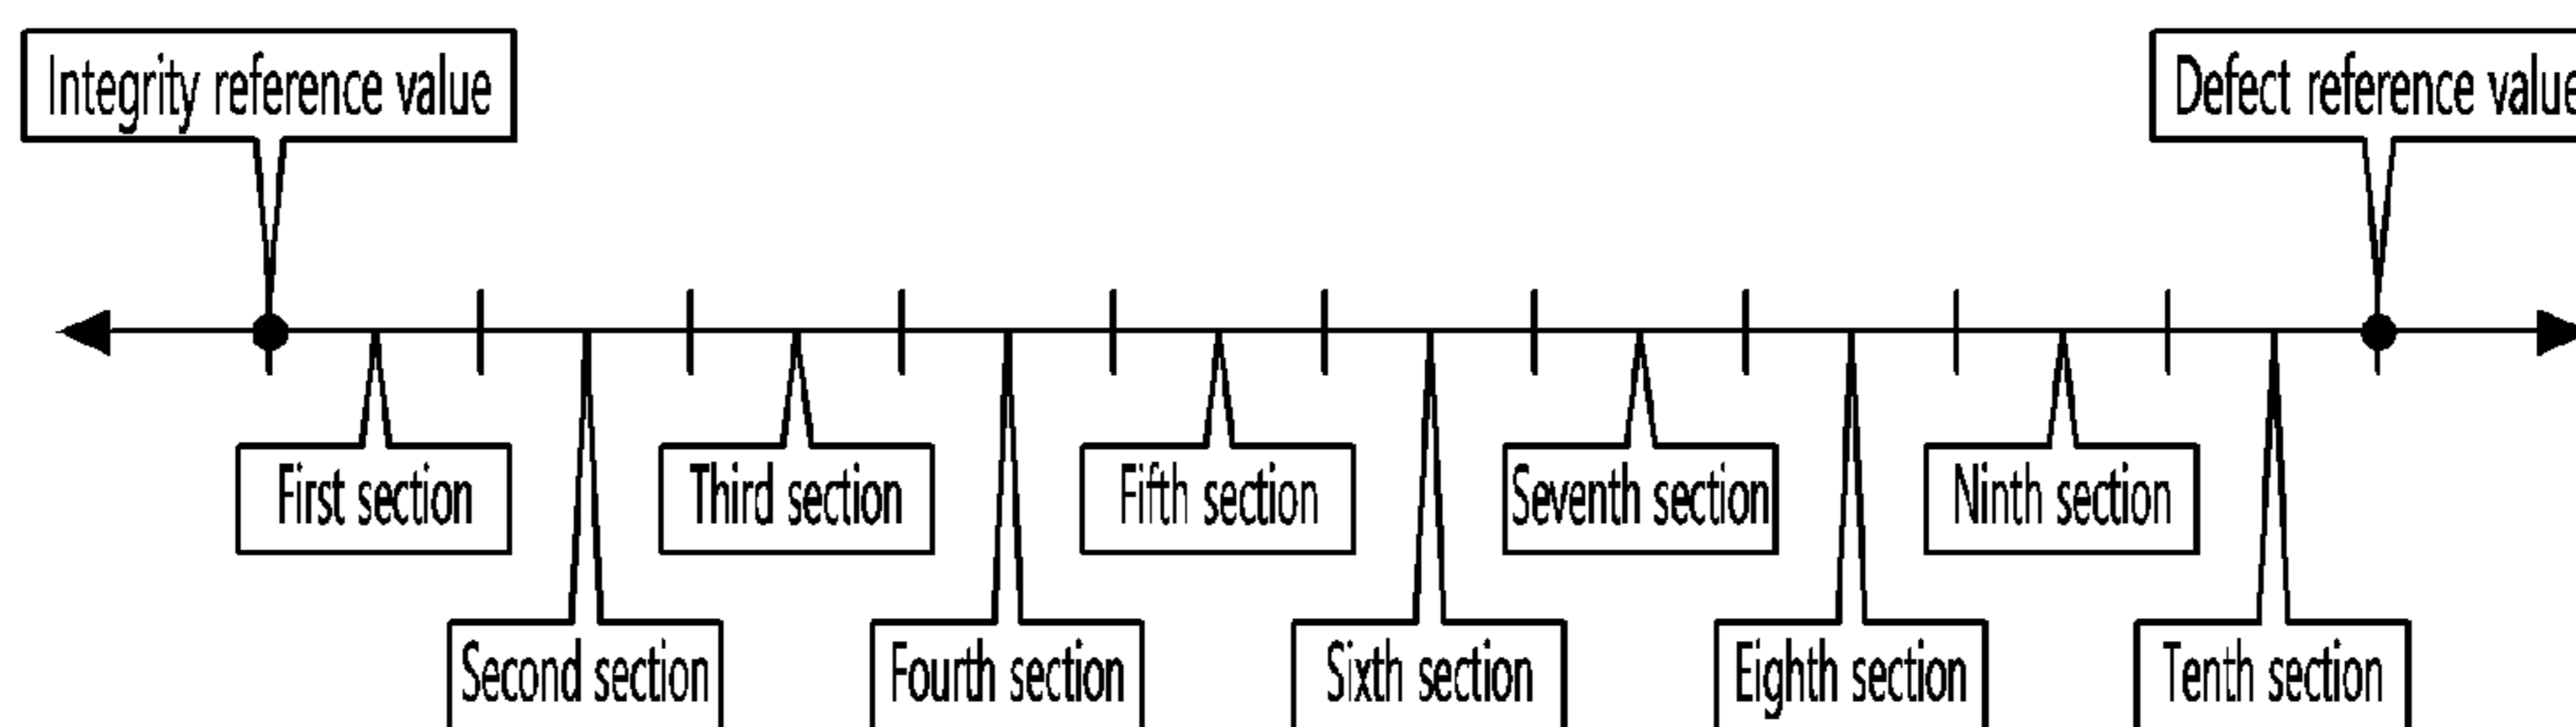 Integrity reference value
Defect reference value
First section
Third section
Fifth section
Seventh section
Ninth section
Second section
Fourth section
Sixth section
Eighth section
Tenth section